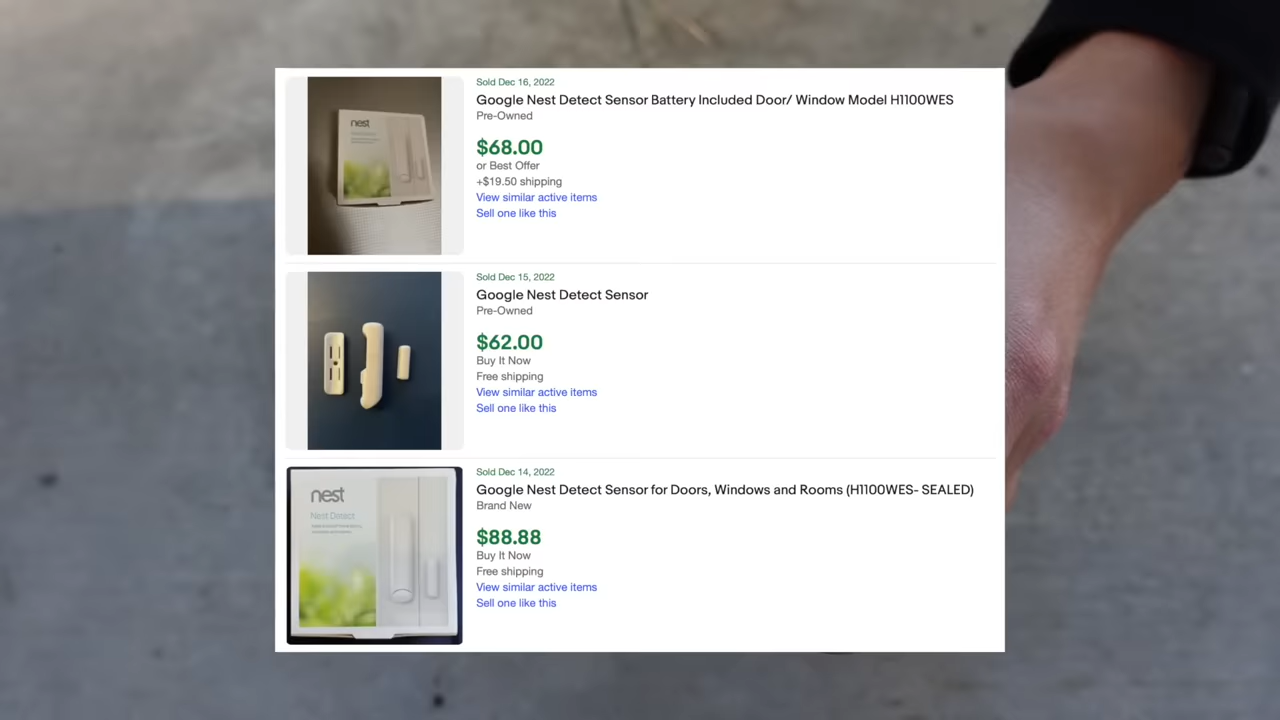 Sold Dec 16, 2022
Google Nest Detect Sensor Battery Included Door/ Window Model H1100WES
Pre-Owned
$68.00
or Best Offer
+$19.50 shipping
View similar active items
Sell one like this
nest
Sold Dec 15, 2022
Google Nest Detect Sensor
Pre-Owned
$62.00
Buy It Now
Free shipping
View similar active items
Sell one like this
Sold Dec 14, 2022
Google Nest Detect Sensor for Doors, Windows and Rooms (H1100WES- SEALED)
Brand New
$88.88
Buy It Now
Free shipping
View similar active items
Sell one like this
nest
Nest Detect